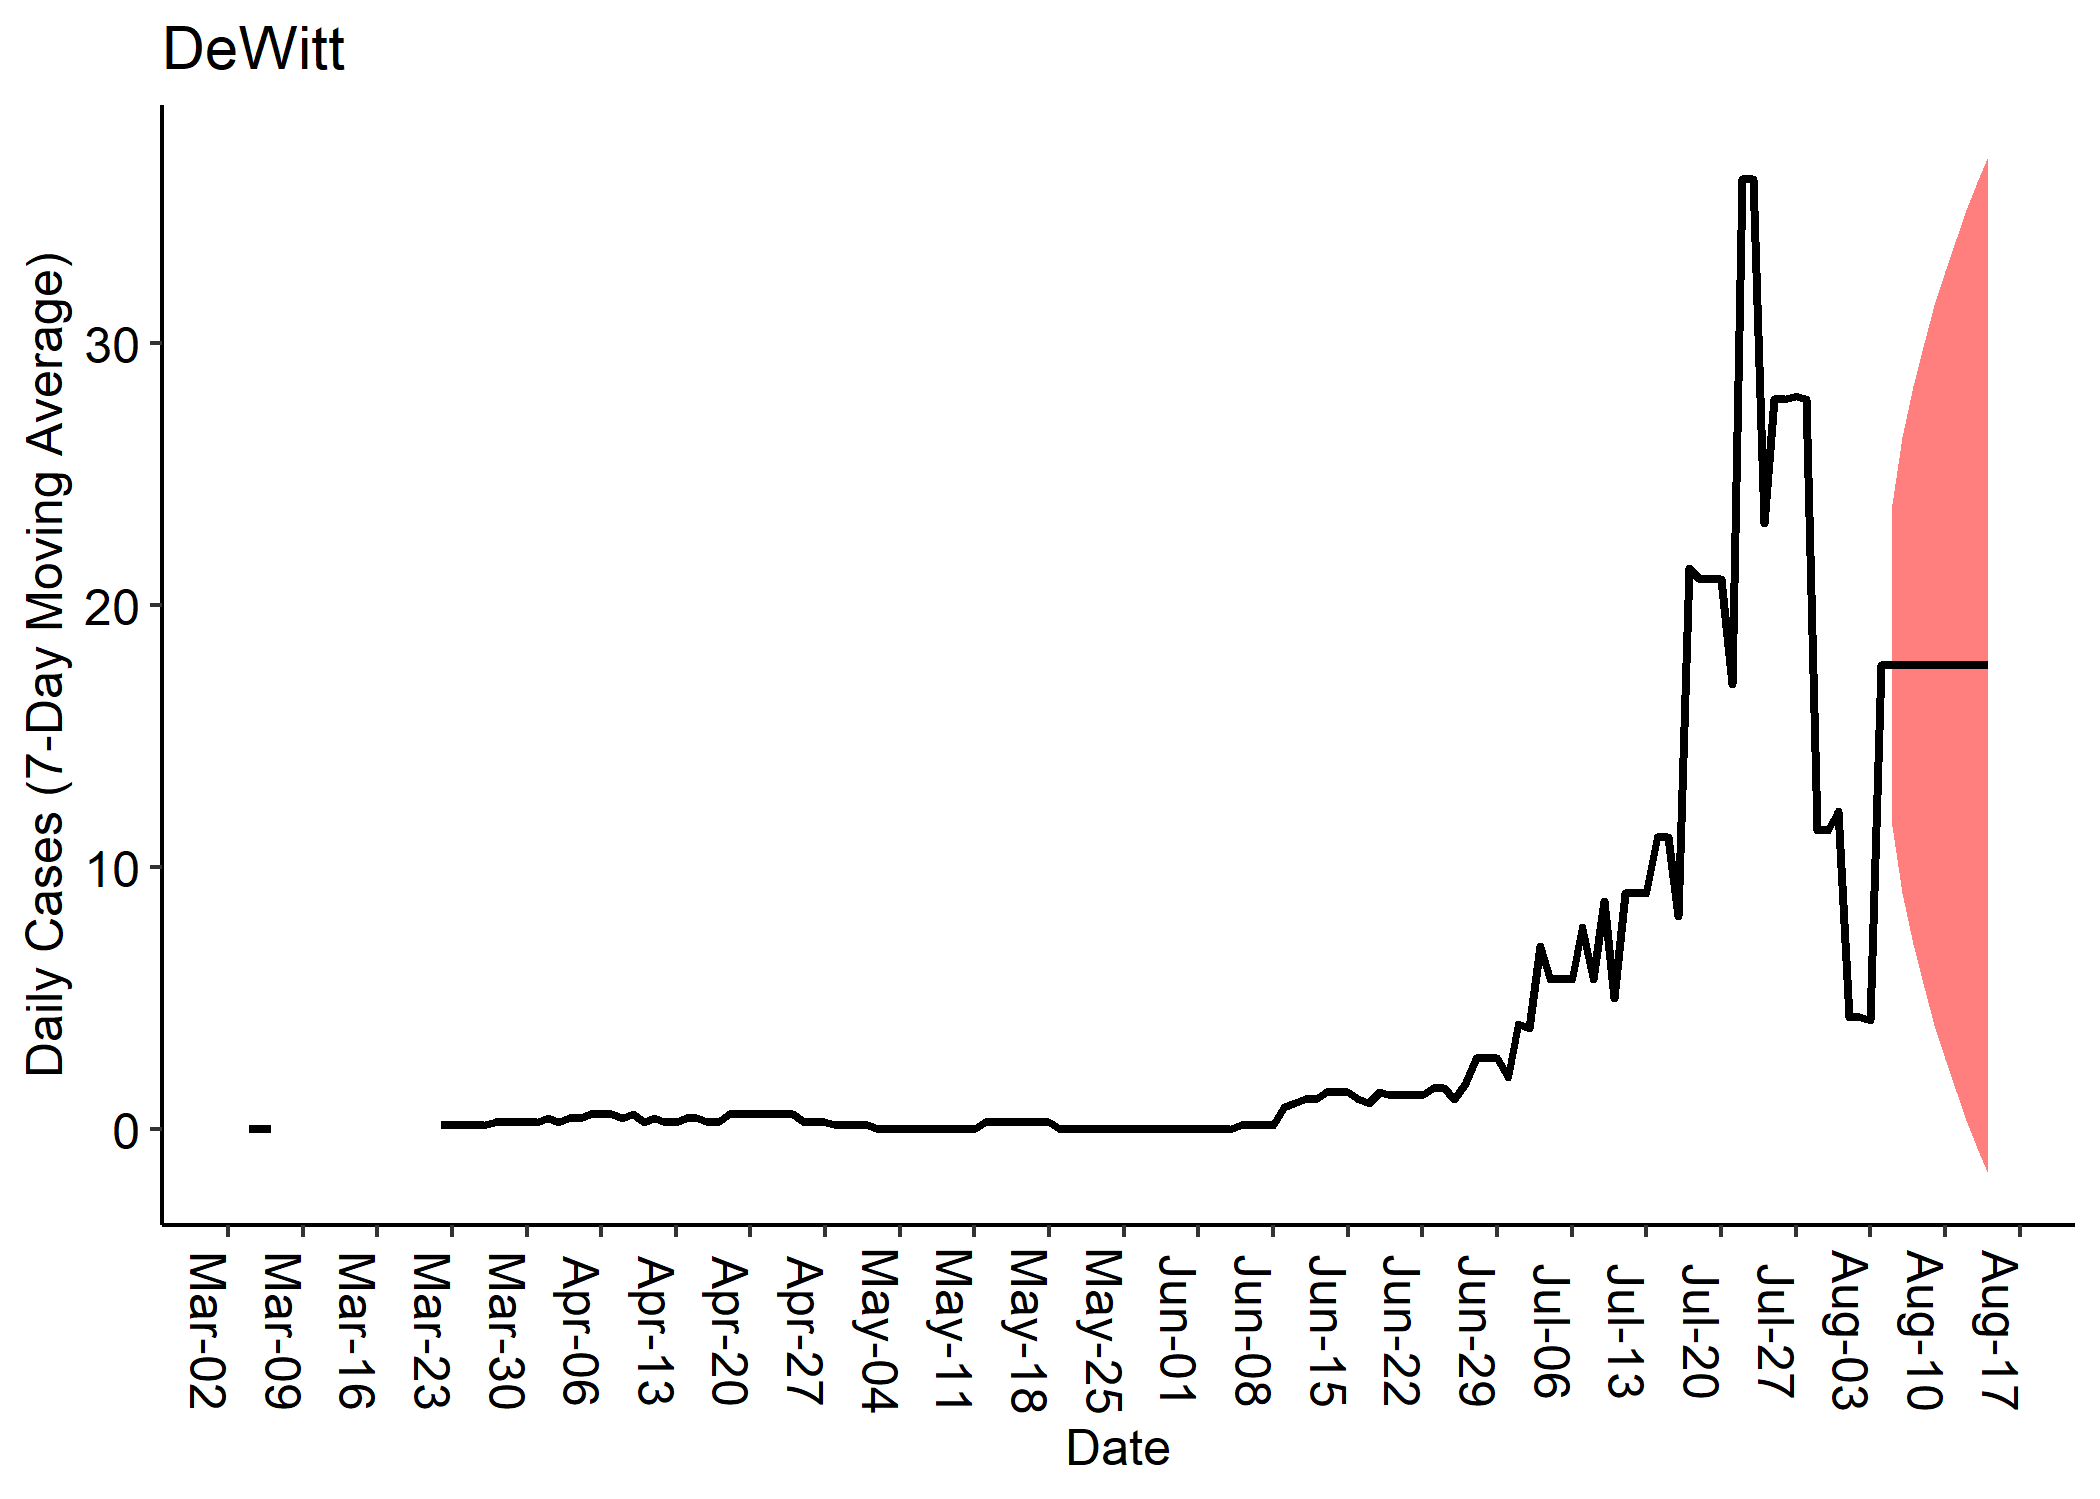 DeWitt
Daily Cases (7-Day Moving Average)
30
20
10
0
Mar-02
Mar-09
Mar-16
Mar-23
Mar-30
Apr-06
Apr-13
Apr-20
Apr-27
May-04
May-11
May-18
May-25
Jun-01
Jun-08
Jun-15
Jun-22
Jun-29
Jul-06
Jul-13
Jul-20
Jul-27
Aug-03
Aug-10
Aug-17
Date